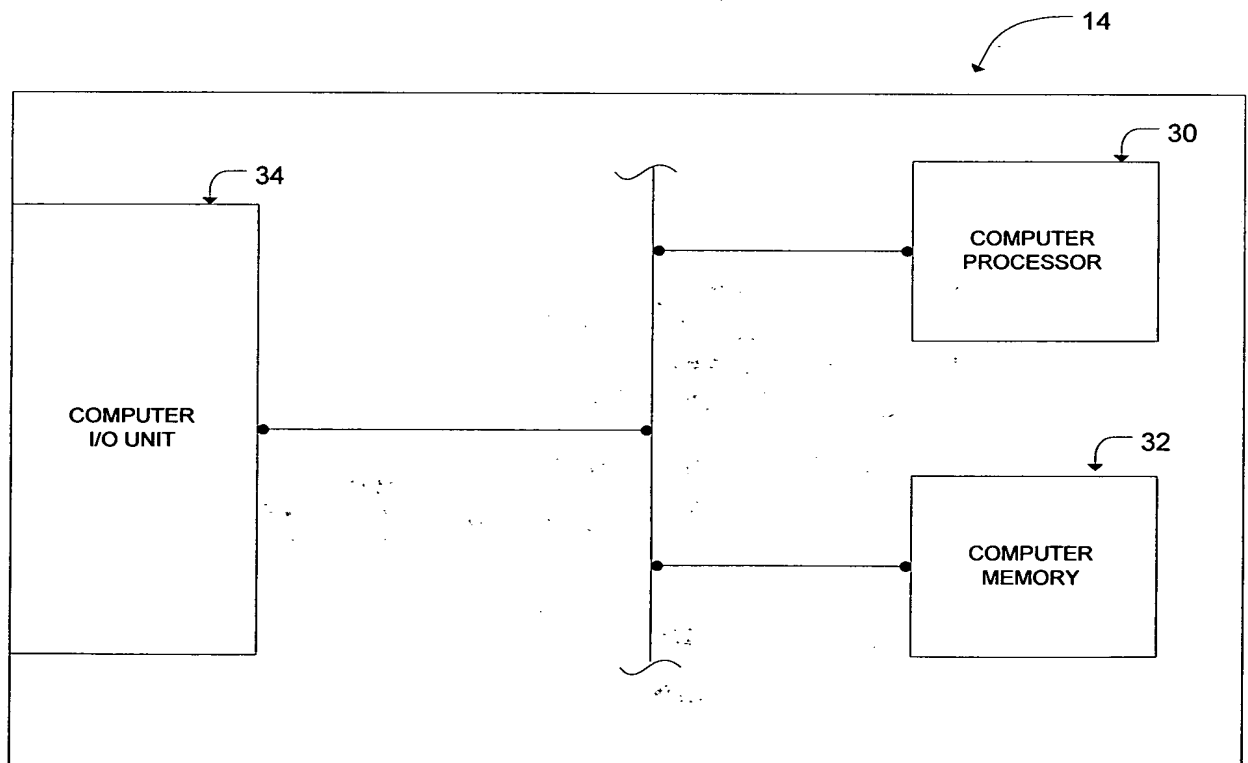 14
30
34
COMPUTER
PROCESSOR
COMPUTER
I/O UNIT
32
COMPUTER
MEMORY